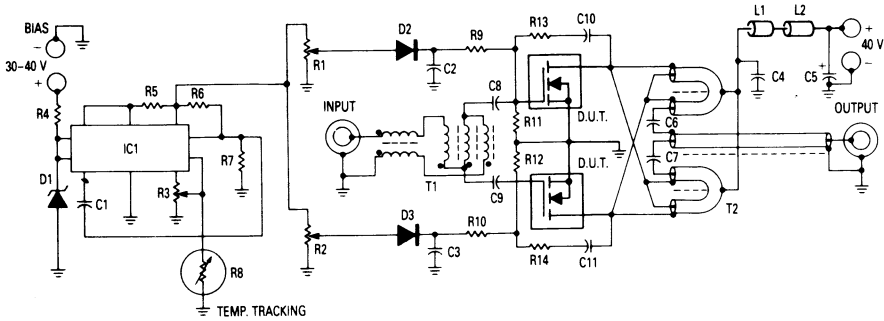 BIAS
-
30-40 V
+
R4
D1
C1
R5
R6
IC1
R3
R7
R8
TEMP. TRACKING
R1
R2
D2
C2
R9
D3
C3
R10
INPUT
T1
C8
C9
R11
R12
R13
C10
D.U.T.
D.U.T.
R14
C11
C6
C7
T2
L1
L2
C4
+
C5
+
40 V
-
OUTPUT